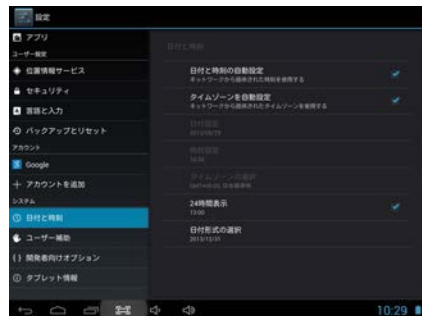 設定
アプリ
ユーザー設定
位置情報サービス
セキュリティ
言語と入力
バックアップとリセット
アカウント
Google
アカウントを追加
システム
日付と時刻
ユーザー補助
開発者向けオプション
タブレット情報
日付と時刻
日付と時刻の自動設定
ネットワークから提供された時刻を使用する
タイムゾーンを自動設定
ネットワークから提供されたタイムゾーンを使用する
日付設定
時刻設定
タイムゾーンの選択
24時間表示
13:00
日付形式の選択
2013/12/31
10:29